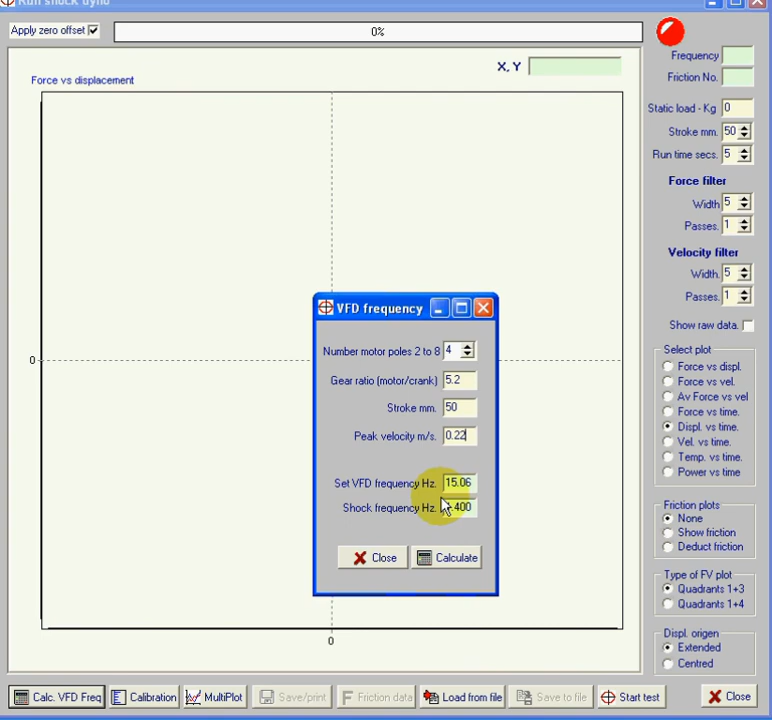 Run shock dyno
Apply zero offset
0%
X, Y
Frequency
Friction No.
Force vs displacement
Static load - Kg 0
Stroke mm. 50
Run time secs. 5
Force filter
Width 5
Passes. 1
Velocity filter
Width. 5
Passes. 1
Show raw data.
Select plot
Force vs displ.
Force vs vel.
Av Force vs vel
Force vs time.
Displ. vs time.
Vel. vs time.
Temp. vs time.
Power vs time
Friction plots
None
Show friction
Deduct friction
Type of FV plot
Quadrants 1+3
Quadrants 1+4
Displ. origen
Extended
Centred
0
0
VFD frequency
Number motor poles 2 to 8 4
Gear ratio (motor/crank) 5.2
Stroke mm. 50
Peak velocity m/s. 0.22
Set VFD frequency Hz. 15.06
Shock frequency Hz. .400
Close
Calculate
Calc. VFD Freq
Calibration
MultiPlot
Save/print
Friction data
Load from file
Save to file
Start test
Close